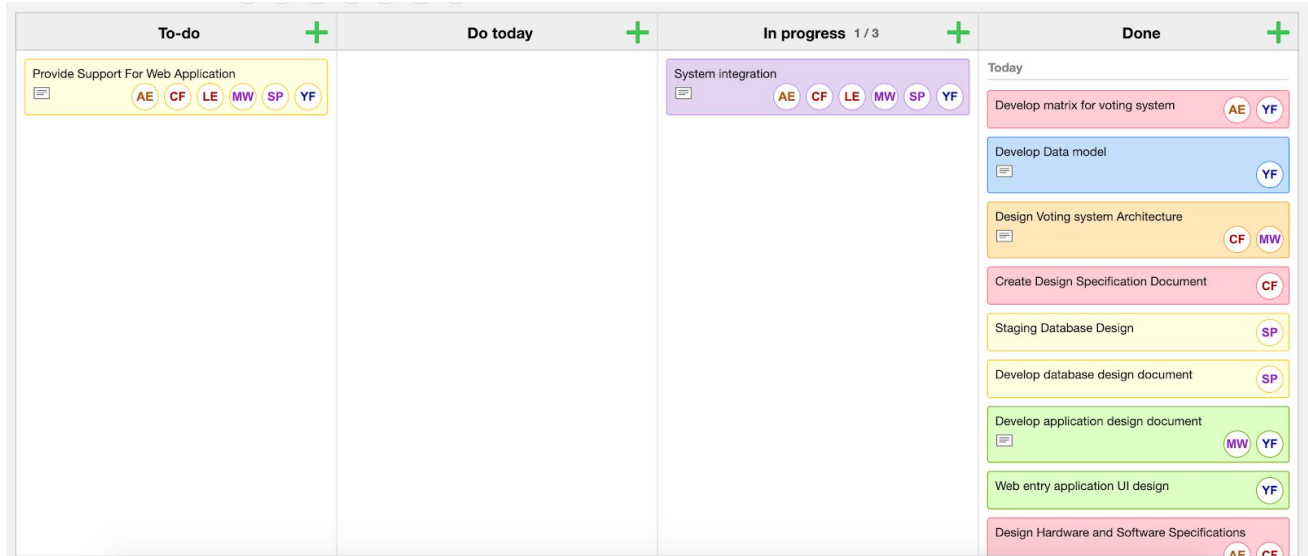 To-do
Do today
In progress 1 / 3
Done
Provide Support For Web Application
AE CF LE MW SP YF
System integration
AE CF LE MW SP YF
Today
Develop matrix for voting system
AE YF
Develop Data model
YF
Design Voting system Architecture
CF MW
Create Design Specification Document
CF
Staging Database Design
SP
Develop database design document
SP
Develop application design document
MW YF
Web entry application UI design
YF
Design Hardware and Software Specifications
AE CF